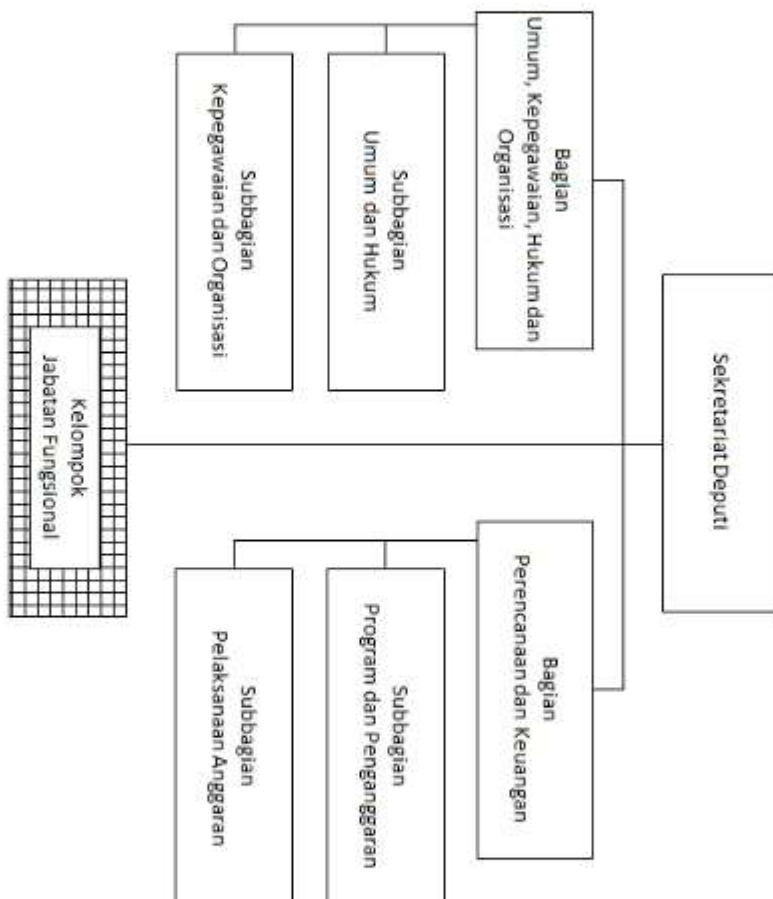 Sekretariat Deputi
Bagian
Umum, Kepegawaian, Hukum dan
Organisasi
Subbagian
Umum dan Hukum
Subbagian
Kepegawaian dan Organisasi
Bagian
Perencanaan dan Keuangan
Subbagian
Program dan Penganggaran
Subbagian
Pelaksanaan Anggaran
Kelompok
Jabatan Fungsional